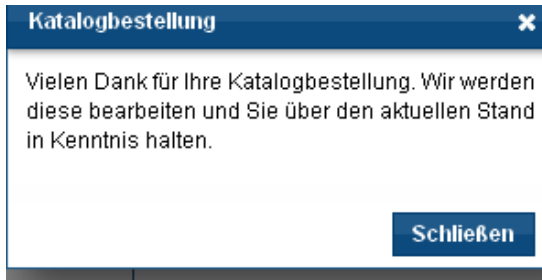 Katalogbestellung
Vielen Dank für Ihre Katalogbestellung. Wir werden
diese bearbeiten und Sie über den aktuellen Stand
in Kenntnis halten.
Schließen